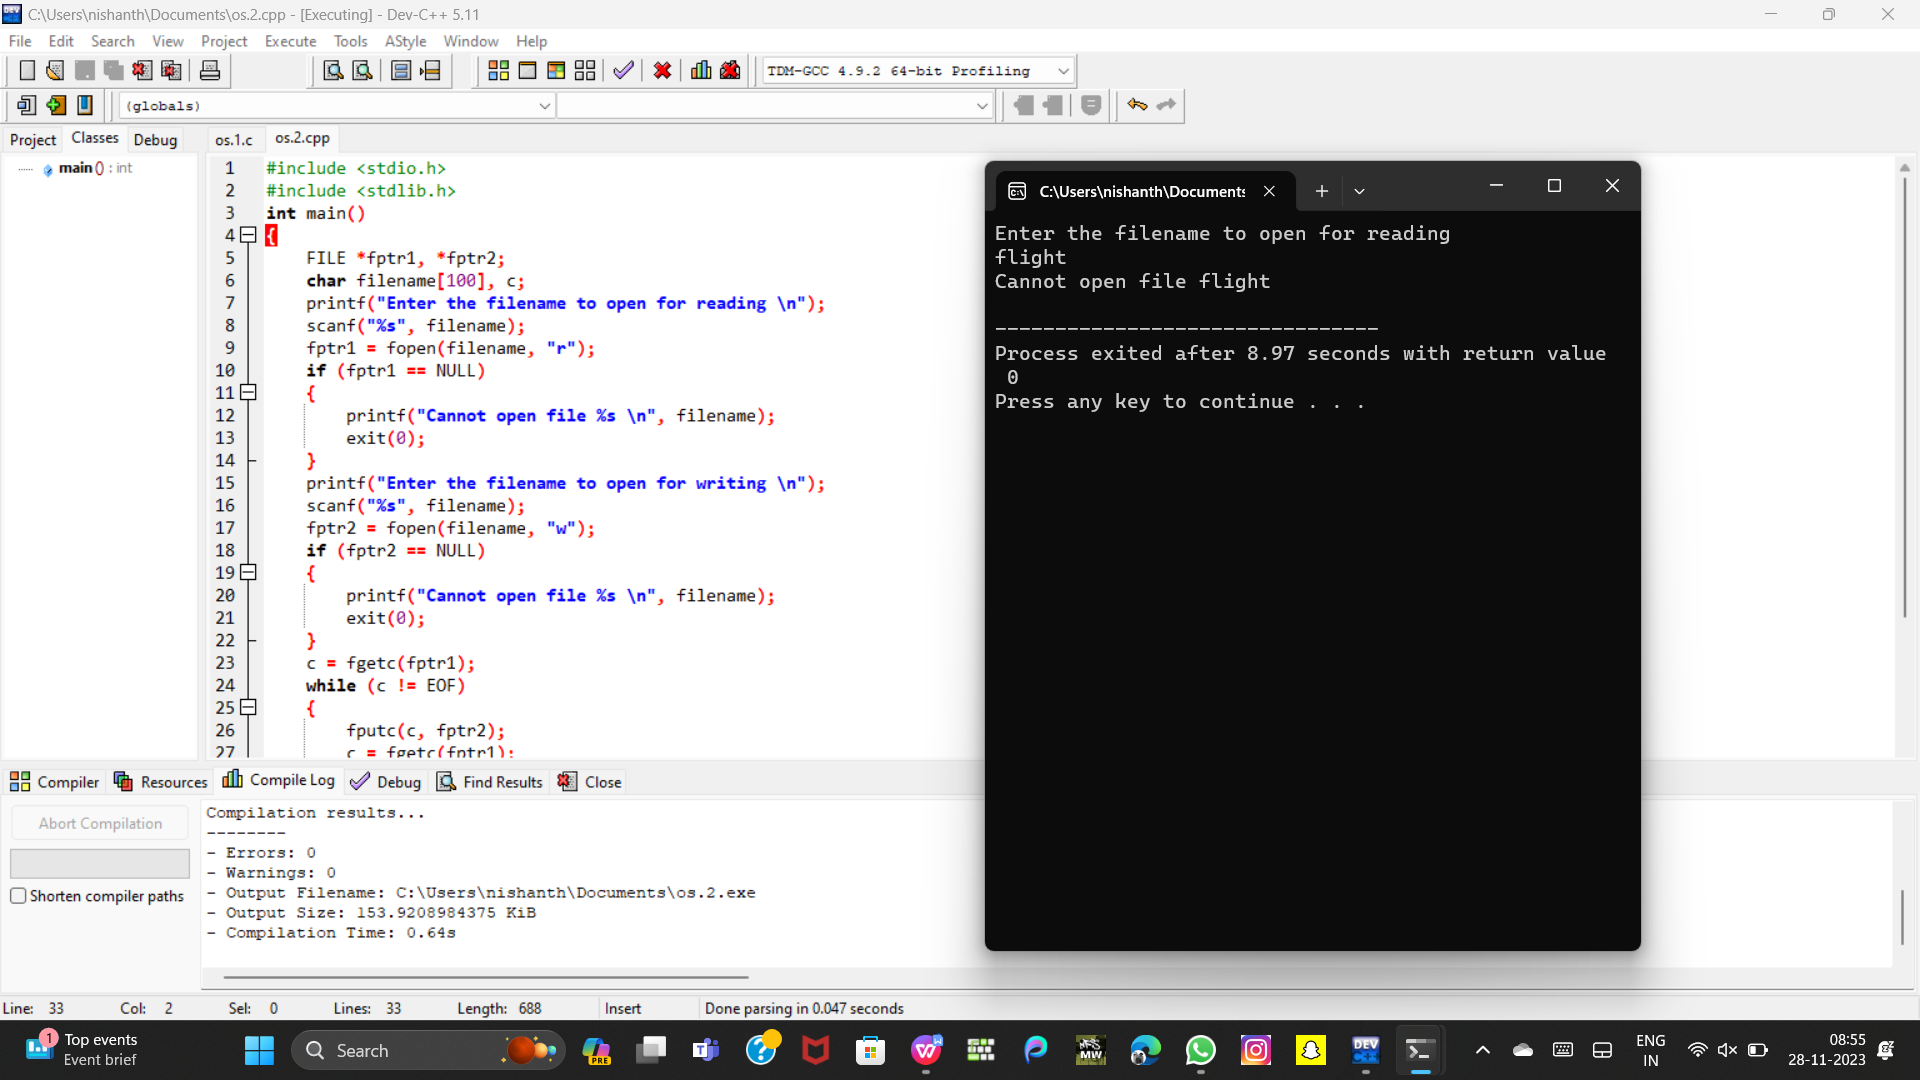 C:\Users\nishanth\Documents\os.2.cpp - [Executing] - Dev-C++ 5.11
File Edit Search View Project Execute Tools AStyle Window Help
TDM-GCC 4.9.2 64-bit Profiling
(globals)
Project Classes Debug os.1.c os.2.cpp
main () : int
1 #include <stdio.h>
2 #include <stdlib.h>
3 int main()
4 {
5 FILE *fptr1, *fptr2;
6 char filename[100], c;
7 printf("Enter the filename to open for reading \n");
8 scanf("%s", filename);
9 fptr1 = fopen(filename, "r");
10 if (fptr1 == NULL)
11 {
12 printf("Cannot open file %s \n", filename);
13 exit(0);
14 }
15 printf("Enter the filename to open for writing \n");
16 scanf("%s", filename);
17 fptr2 = fopen(filename, "w");
18 if (fptr2 == NULL)
19 {
20 printf("Cannot open file %s \n", filename);
21 exit(0);
22 }
23 c = fgetc(fptr1);
24 while (c != EOF)
25 {
26 fputc(c, fptr2);
27 c = fgetc(fptr1);
C:\Users\nishanth\Documents
Enter the filename to open for reading
flight
Cannot open file flight
--------------------------------
Process exited after 8.97 seconds with return value
0
Press any key to continue . . .
Compiler Resources Compile Log Debug Find Results Close
Abort Compilation
Shorten compiler paths
Compilation results...
--------
- Errors: 0
- Warnings: 0
- Output Filename: C:\Users\nishanth\Documents\os.2.exe
- Output Size: 153.9208984375 KiB
- Compilation Time: 0.64s
Line: 33 Col: 2 Sel: 0 Lines: 33 Length: 688 Insert Done parsing in 0.047 seconds
1
Top events
Event brief
Search
PRE
MW
DEV
ENG
IN
08:55
28-11-2023